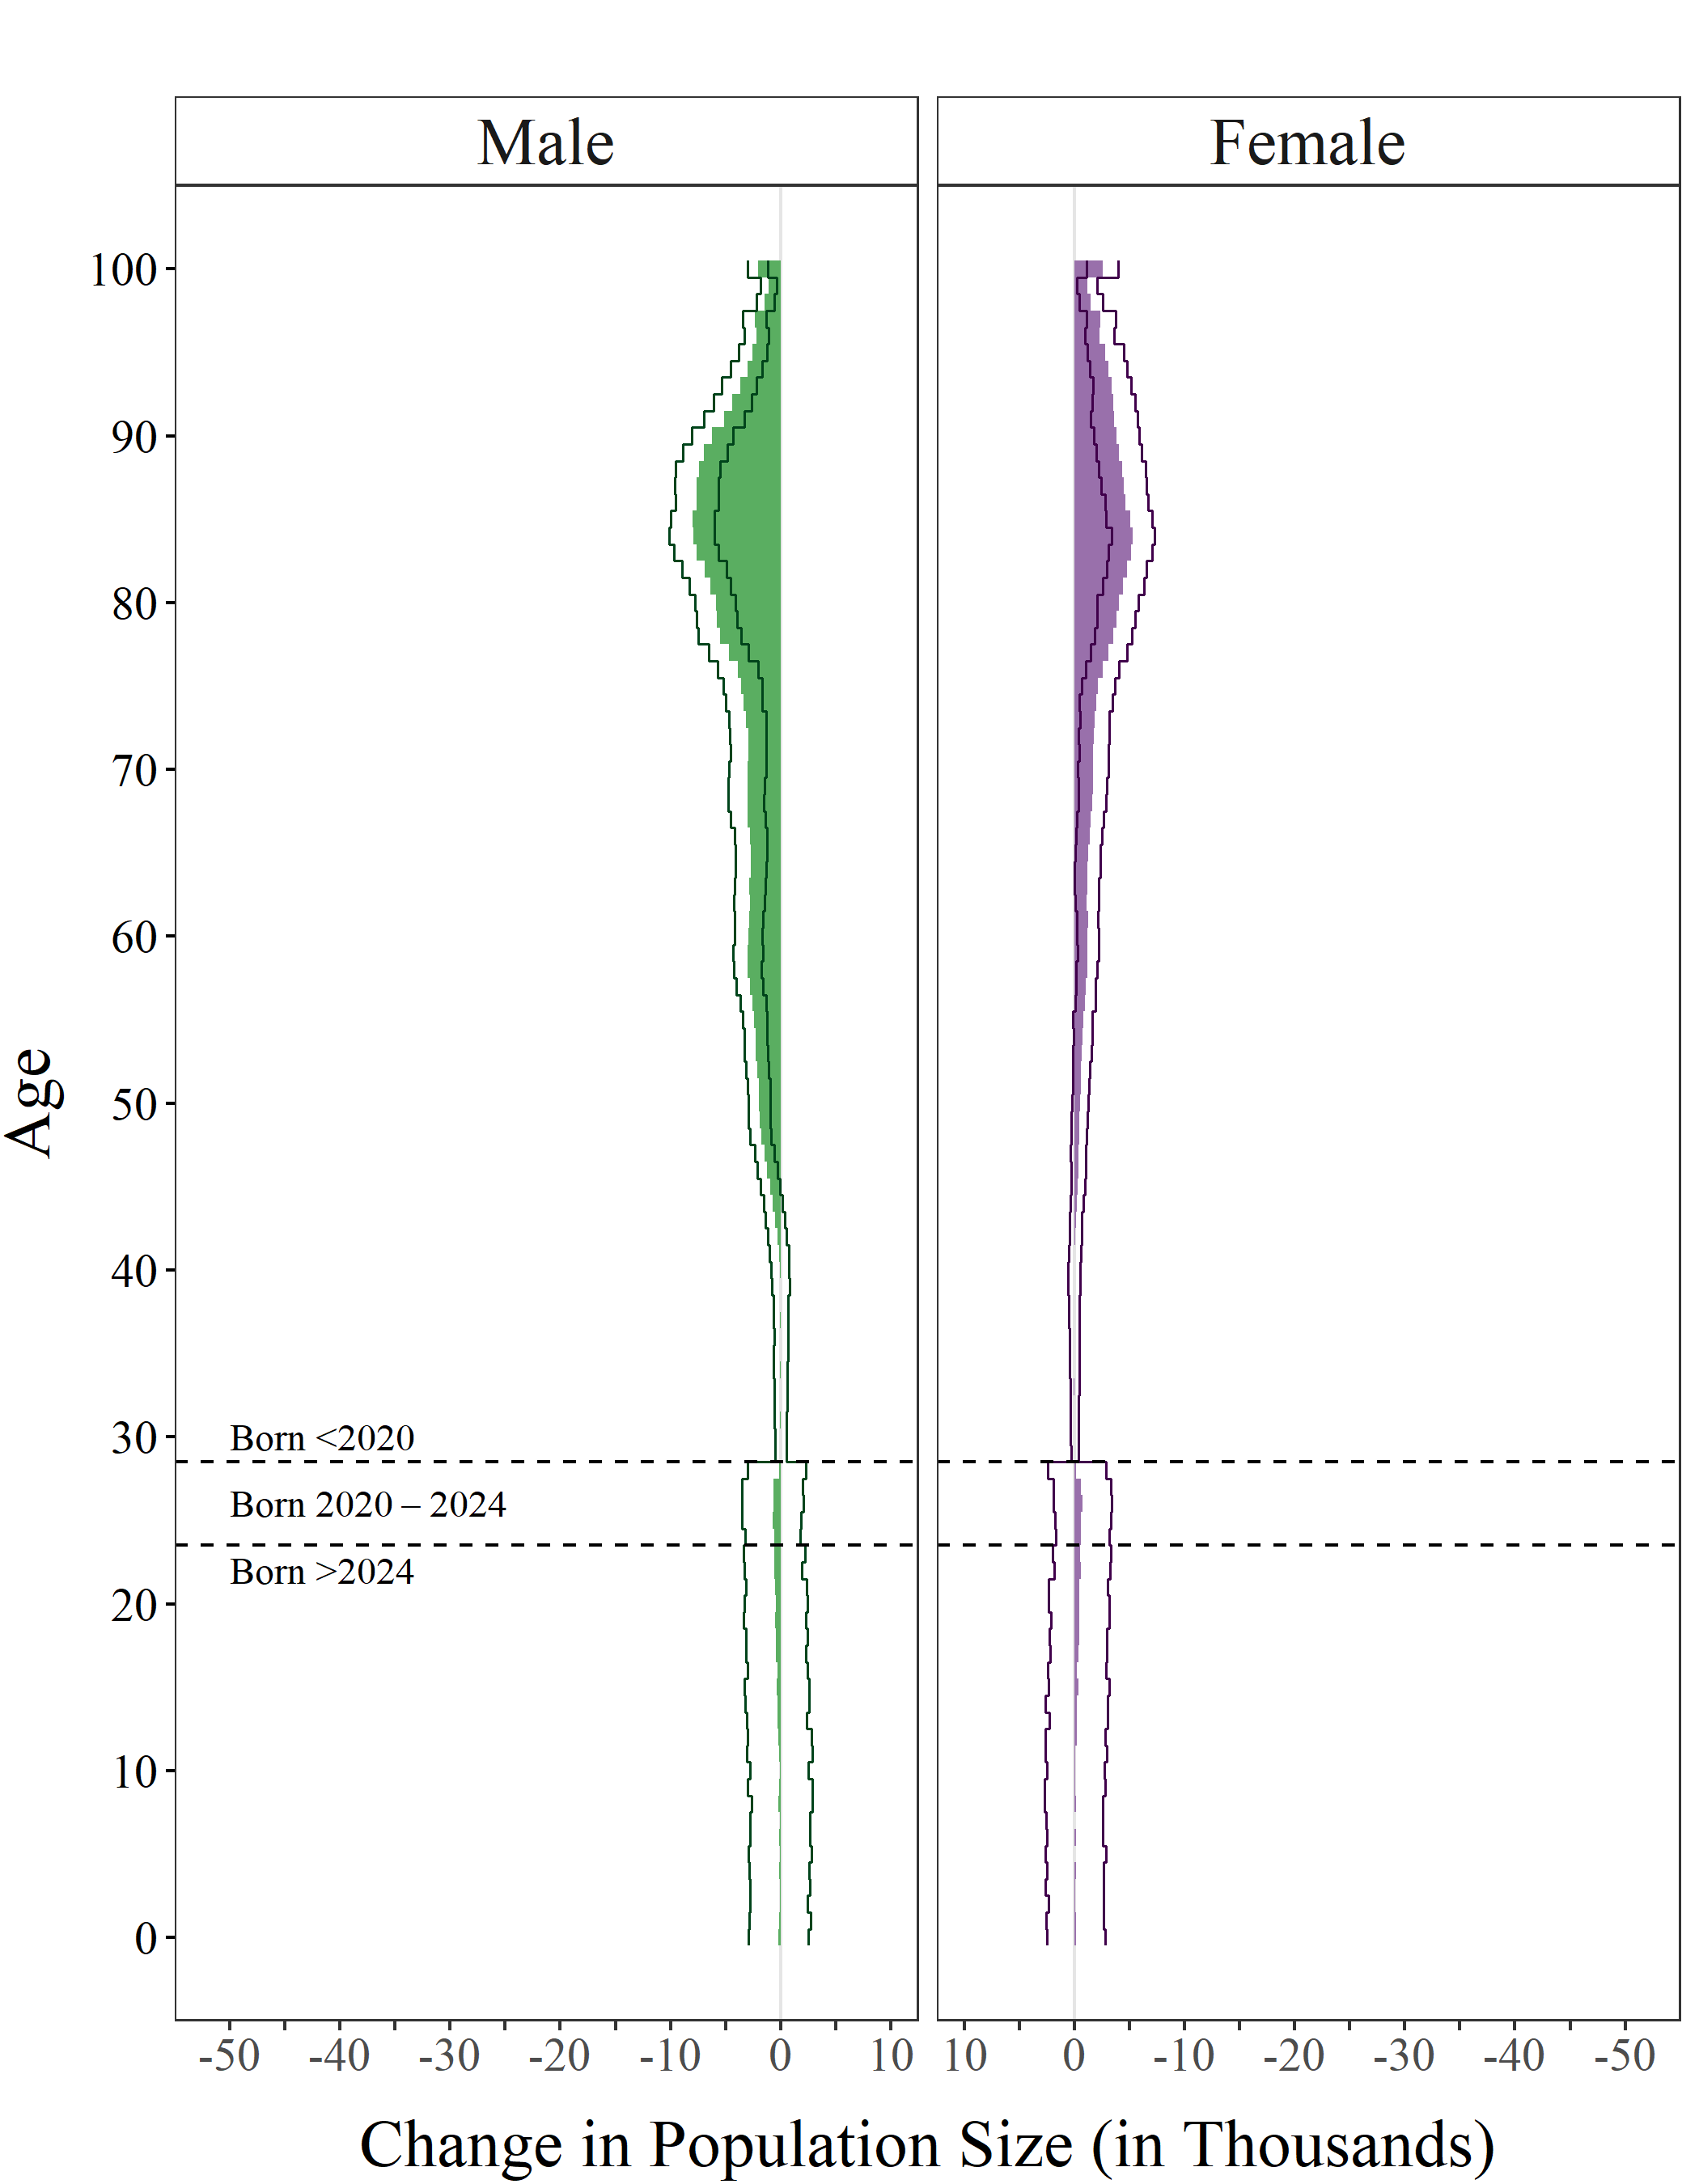 Male Female
100
90
80
70
60
50
40
30
20
10
0
Age
Born <2020
Born 2020 – 2024
Born >2024
-50 -40 -30 -20 -10 0 10 10 0 -10 -20 -30 -40 -50
Change in Population Size (in Thousands)